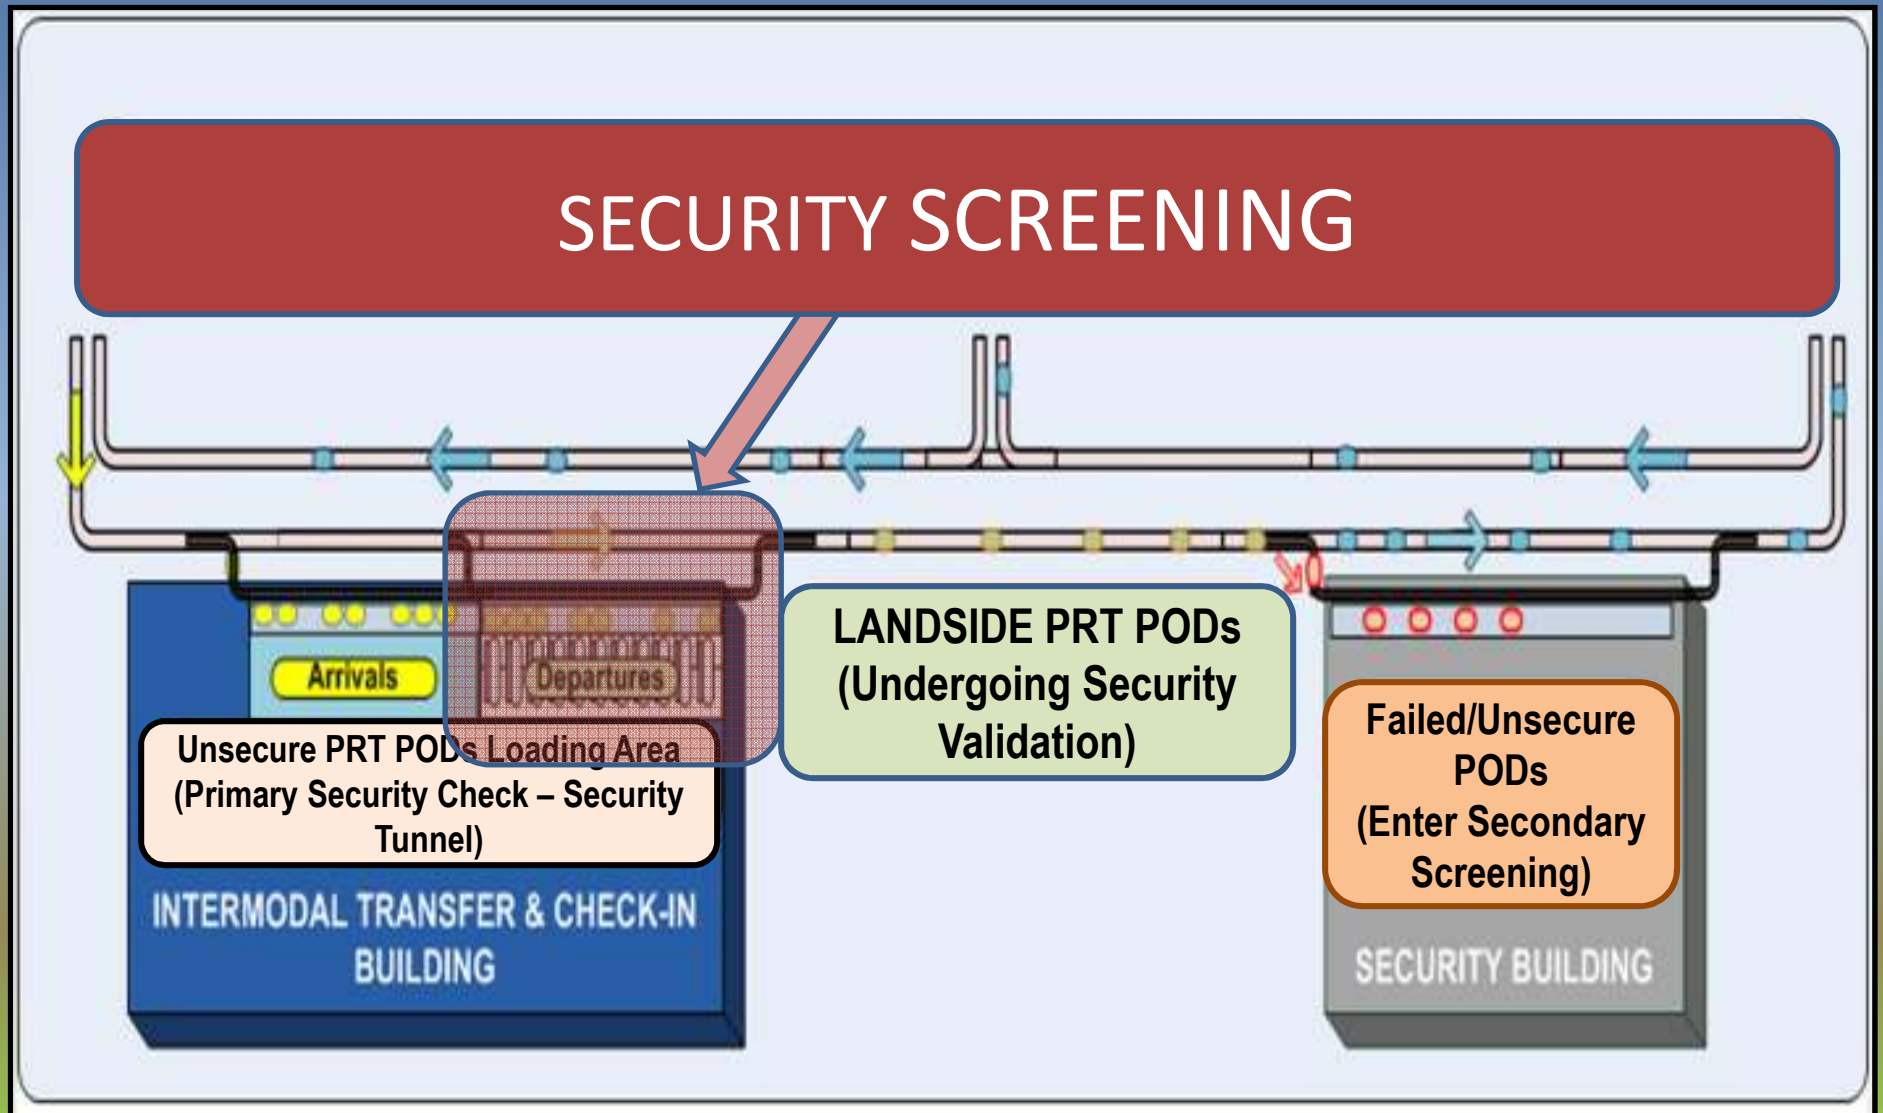 SECURITY SCREENING
Arrivals
Departures
Unsecure PRT PODs Loading Area
(Primary Security Check – Security
Tunnel)
INTERMODAL TRANSFER & CHECK-IN
BUILDING
LANDSIDE PRT PODs
(Undergoing Security
Validation)
Failed/Unsecure
PODs
(Enter Secondary
Screening)
SECURITY BUILDING